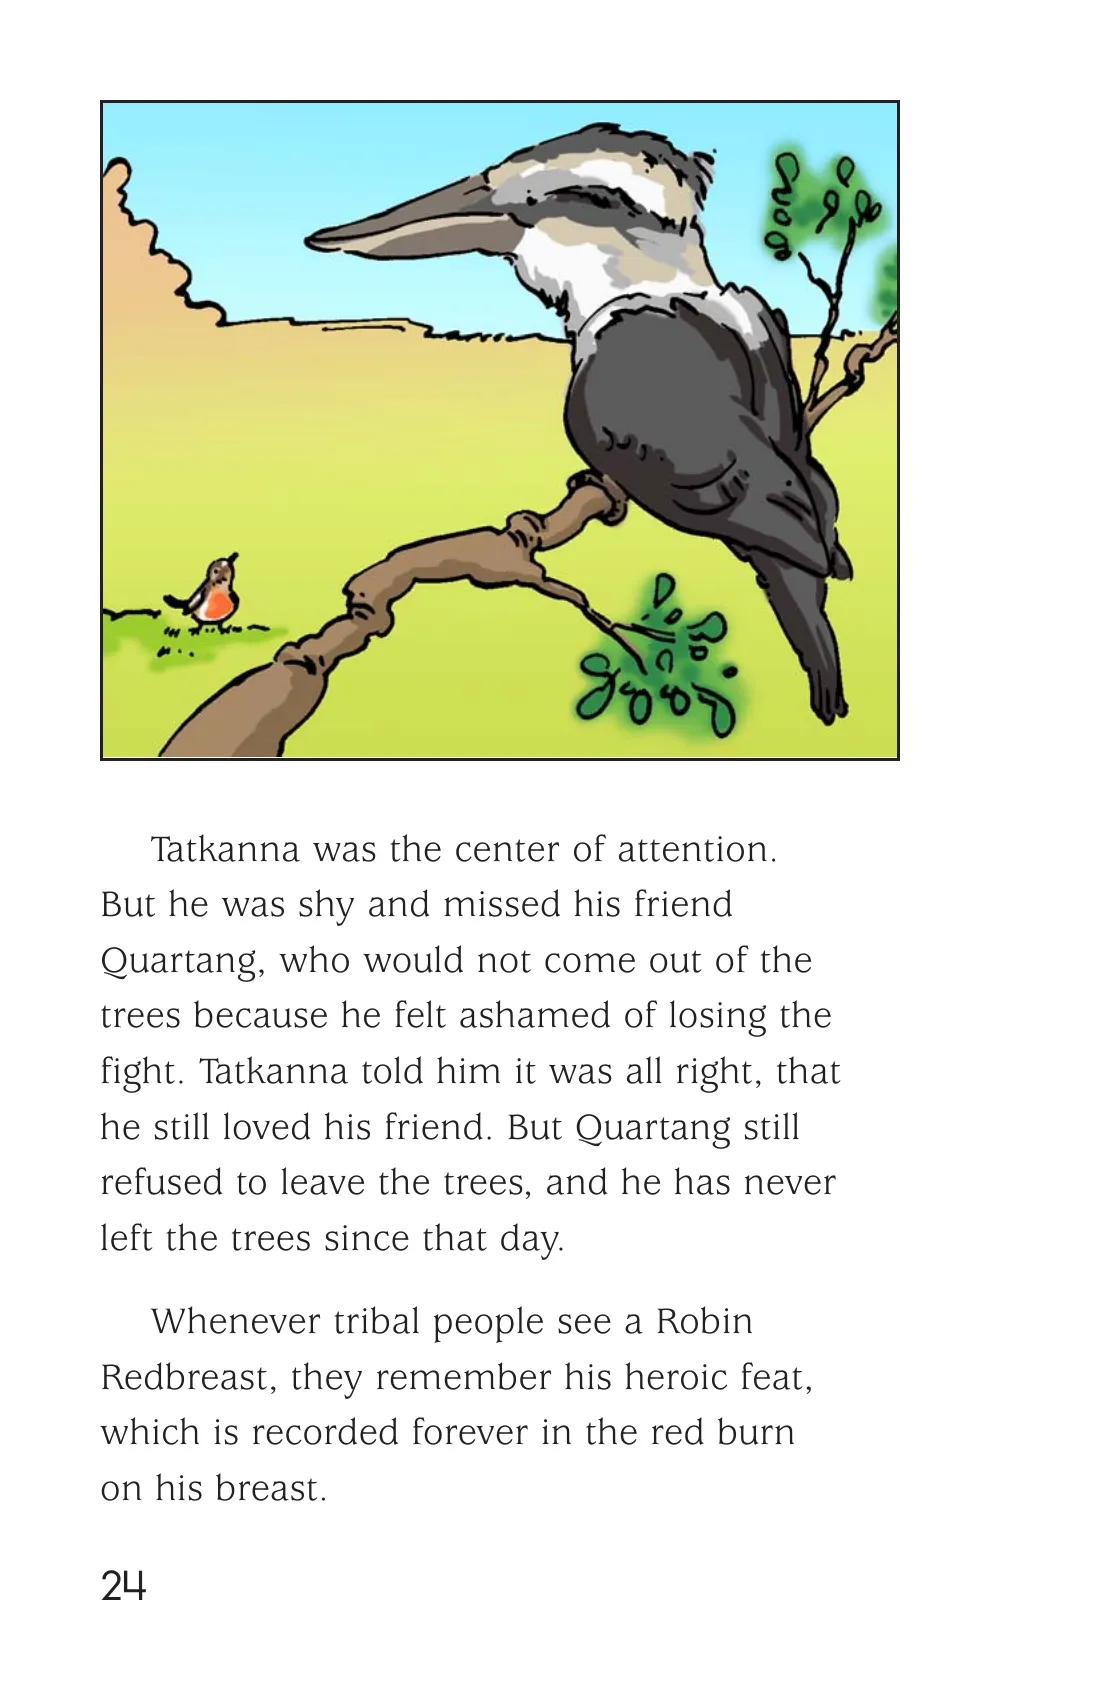 Tatkanna was the center of attention.
But he was shy and missed his friend
Quartang, who would not come out of the
trees because he felt ashamed of losing the
fight. Tatkanna told him it was all right, that
he still loved his friend. But Quartang still
refused to leave the trees, and he has never
left the trees since that day.
Whenever tribal people see a Robin
Redbreast, they remember his heroic feat,
which is recorded forever in the red burn
on his breast.
24